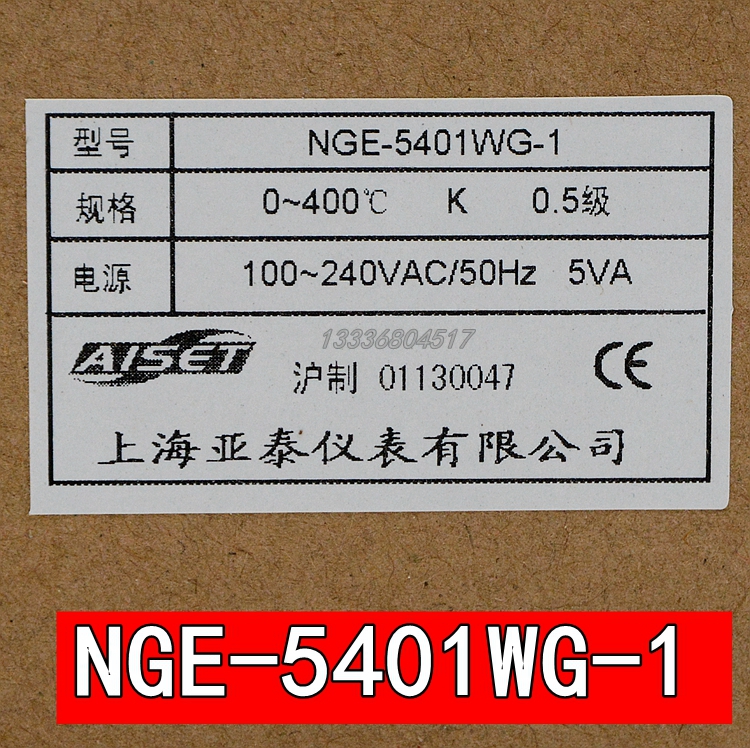 型号 NGE-5401WG-1
规格 0~400℃ K 0.5级
电源 100~240VAC/50Hz 5VA
13336804517
AISET 沪制 01130047 CE
上海亚泰仪表有限公司
NGE-5401WG-1